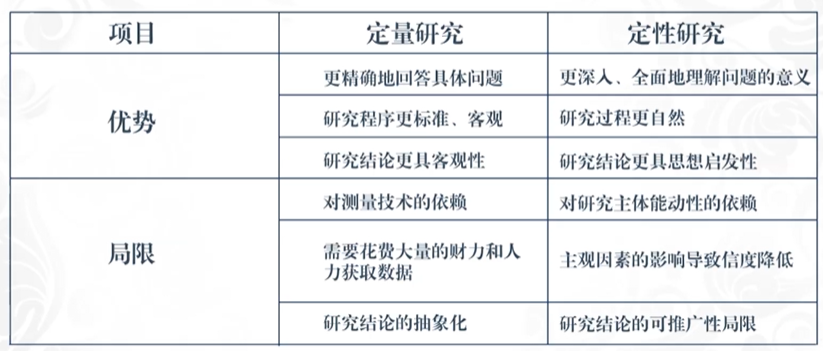 项目 定量研究 定性研究
优势
更精确地回答具体问题 更深入、全面地理解问题的意义
研究程序更标准、客观 研究过程更自然
研究结论更具客观性 研究结论更具思想启发性
局限
对测量技术的依赖 对研究主体能动性的依赖
需要花费大量的财力和人
力获取数据
主观因素的影响导致信度降低
研究结论的抽象化 研究结论的可推广性局限